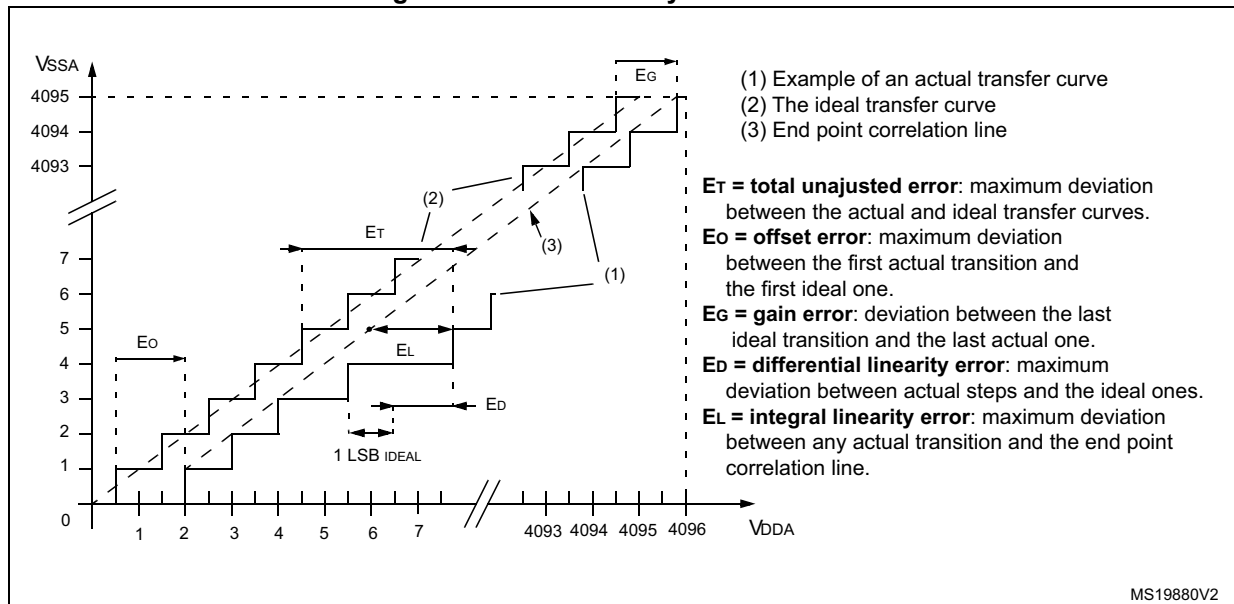 VSSA
EG
4095
4094
4093
7
6
5
4
3
2
1
0
(2)
ET
(3)
(1)
EO
EL
ED
1 LSB IDEAL
1 2 3 4 5 6 7 4093 4094 4095 4096
VDDA
(1) Example of an actual transfer curve
(2) The ideal transfer curve
(3) End point correlation line
ET = total unajusted error: maximum deviation
between the actual and ideal transfer curves.
EO = offset error: maximum deviation
between the first actual transition and
the first ideal one.
EG = gain error: deviation between the last
ideal transition and the last actual one.
ED = differential linearity error: maximum
deviation between actual steps and the ideal ones.
EL = integral linearity error: maximum deviation
between any actual transition and the end point
correlation line.
MS19880V2